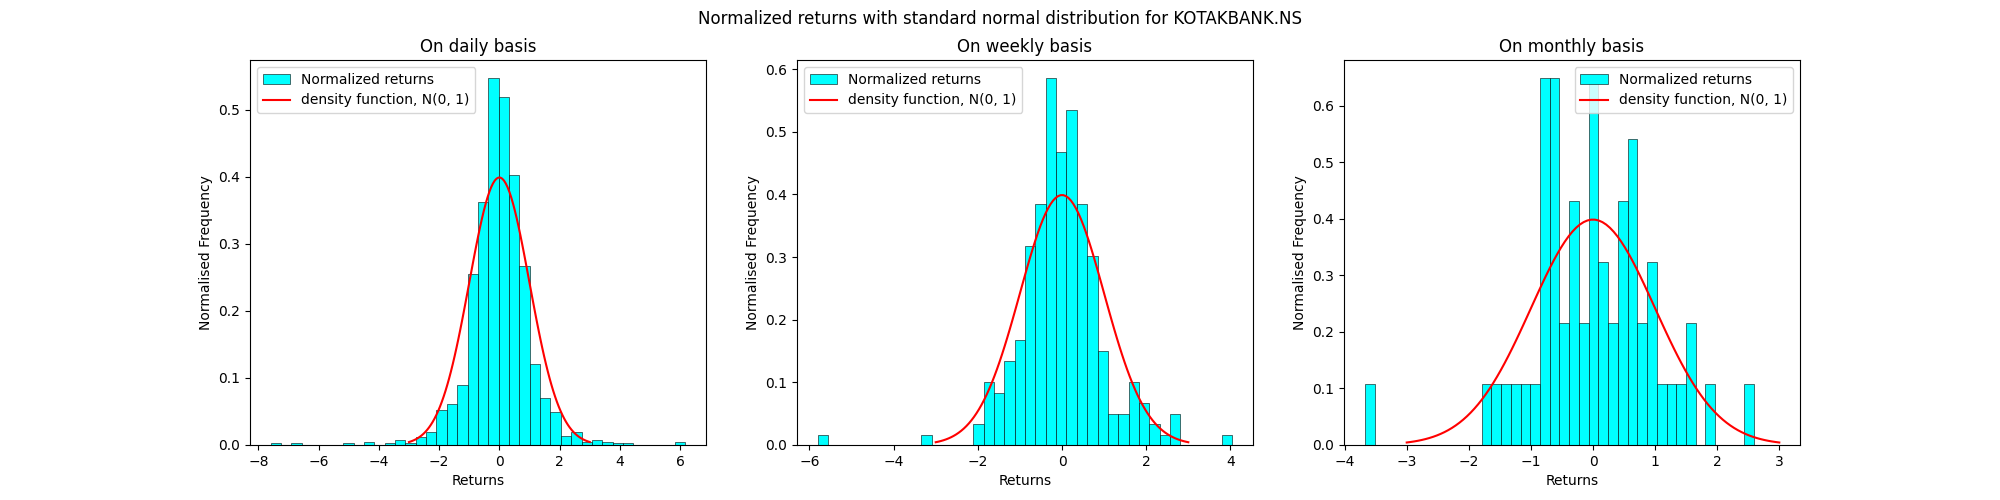 Normalized returns with standard normal distribution for KOTAKBANK.NS
On daily basis
Normalized returns
density function, N(0, 1)
Normalised Frequency
0.5
0.4
0.3
0.2
0.1
0.0
−8 −6 −4 −2 0 2 4 6
Returns
On weekly basis
Normalized returns
density function, N(0, 1)
Normalised Frequency
0.6
0.5
0.4
0.3
0.2
0.1
0.0
−6 −4 −2 0 2 4
Returns
On monthly basis
Normalized returns
density function, N(0, 1)
Normalised Frequency
0.6
0.5
0.4
0.3
0.2
0.1
0.0
−4 −3 −2 −1 0 1 2 3
Returns